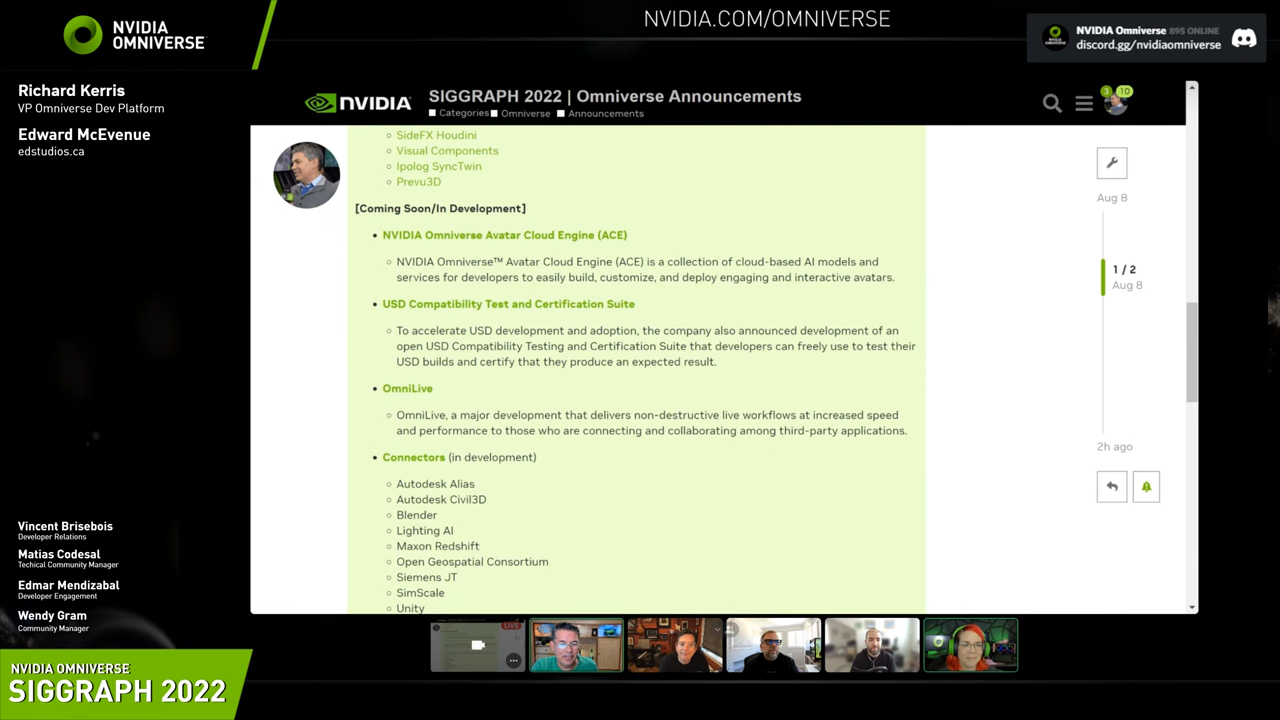 NVIDIA
OMNIVERSE
NVIDIA.COM/OMNIVERSE
NVIDIA Omniverse 895 ONLINE
discord.gg/nvidiaomniverse
Richard Kerris
VP Omniverse Dev Platform
Edward McEvenue
edstudios.ca
NVIDIA
SIGGRAPH 2022 | Omniverse Announcements
Categories Omniverse Announcements
3 10
SideFX Houdini
Visual Components
Ipolog SyncTwin
Prevu3D
[Coming Soon/In Development]
NVIDIA Omniverse Avatar Cloud Engine (ACE)
NVIDIA Omniverse™ Avatar Cloud Engine (ACE) is a collection of cloud-based AI models and
services for developers to easily build, customize, and deploy engaging and interactive avatars.
USD Compatibility Test and Certification Suite
To accelerate USD development and adoption, the company also announced development of an
open USD Compatibility Testing and Certification Suite that developers can freely use to test their
USD builds and certify that they produce an expected result.
OmniLive
OmniLive, a major development that delivers non-destructive live workflows at increased speed
and performance to those who are connecting and collaborating among third-party applications.
Connectors (in development)
Autodesk Alias
Autodesk Civil3D
Blender
Lighting AI
Maxon Redshift
Open Geospatial Consortium
Siemens JT
SimScale
Unity
Aug 8
1 / 2
Aug 8
2h ago
Vincent Brisebois
Developer Relations
Matias Codesal
Techical Community Manager
Edmar Mendizabal
Developer Engagement
Wendy Gram
Community Manager
LIVE
NVIDIA OMNIVERSE
SIGGRAPH 2022